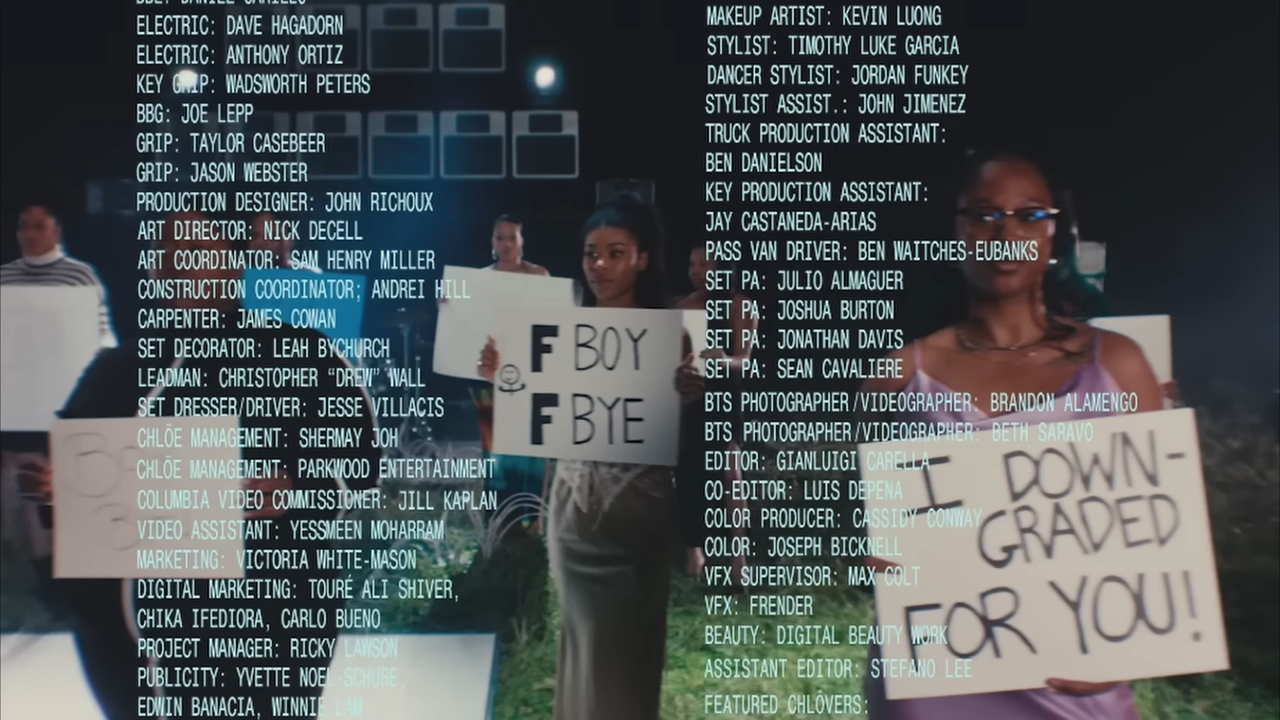 ELECTRIC: DAVE HAGADORN
ELECTRIC: ANTHONY ORTIZ
KEY GRIP: WADSWORTH PETERS
BBG: JOE LEPP
GRIP: TAYLOR CASEBEER
GRIP: JASON WEBSTER
PRODUCTION DESIGNER: JOHN RICHOUX
ART DIRECTOR: NICK DECELL
ART COORDINATOR: SAM HENRY MILLER
CONSTRUCTION COORDINATOR; ANDREI HILL
CARPENTER: JAMES COWAN
SET DECORATOR: LEAH BYCHURCH
LEADMAN: CHRISTOPHER “DREW” WALL
SET DRESSER/DRIVER: JESSE VILLACIS
CHLÖE MANAGEMENT: SHERMAY JOH
CHLÖE MANAGEMENT: PARKWOOD ENTERTAINMENT
COLUMBIA VIDEO COMMISSIONER: JILL KAPLAN
VIDEO ASSISTANT: YESSMEEN MOHARRAM
MARKETING: VICTORIA WHITE-MASON
DIGITAL MARKETING: TOURÉ ALI SHIVER,
CHIKA IFEDIORA, CARLO BUENO
PROJECT MANAGER: RICKY LAWSON
PUBLICITY: YVETTE NOEL-SCHURE,
EDWIN BANACIA, WINNIE LAM
MAKEUP ARTIST: KEVIN LUONG
STYLIST: TIMOTHY LUKE GARCIA
DANCER STYLIST: JORDAN FUNKEY
STYLIST ASSIST.: JOHN JIMENEZ
TRUCK PRODUCTION ASSISTANT:
BEN DANIELSON
KEY PRODUCTION ASSISTANT:
JAY CASTANEDA-ARIAS
PASS VAN DRIVER: BEN WAITCHES-EUBANKS
SET PA: JULIO ALMAGUER
SET PA: JOSHUA BURTON
SET PA: JONATHAN DAVIS
SET PA: SEAN CAVALIERE
BTS PHOTOGRAPHER/VIDEOGRAPHER: BRANDON ALAMENGO
BTS PHOTOGRAPHER/VIDEOGRAPHER: BETH SARAVO
EDITOR: GIANLUIGI CARELLA
CO-EDITOR: LUIS DEPENA
COLOR PRODUCER: CASSIDY CONWAY
COLOR: JOSEPH BICKNELL
VFX SUPERVISOR: MAX COLT
VFX: FRENDER
BEAUTY: DIGITAL BEAUTY WORK
ASSISTANT EDITOR: STEFANO LEE
FEATURED CHLÖVERS:
F BOY
F BYE
I DOWN-
GRADED
FOR YOU!